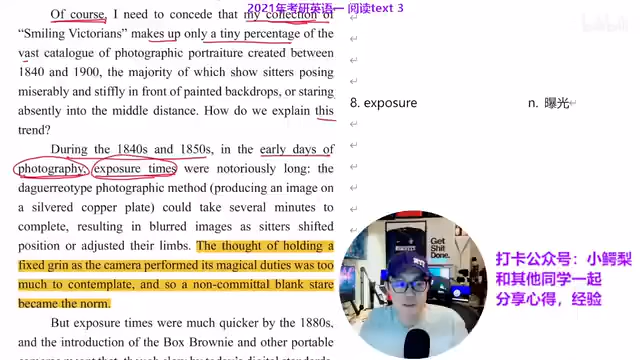 2021年考研英语一 阅读text 3
Of course, I need to concede that my collection of
“Smiling Victorians” makes up only a tiny percentage of the
vast catalogue of photographic portraiture created between
1840 and 1900, the majority of which show sitters posing
miserably and stiffly in front of painted backdrops, or staring
absently into the middle distance. How do we explain this
trend?
During the 1840s and 1850s, in the early days of
photography, exposure times were notoriously long: the
daguerreotype photographic method (producing an image on
a silvered copper plate) could take several minutes to
complete, resulting in blurred images as sitters shifted
position or adjusted their limbs. The thought of holding a
fixed grin as the camera performed its magical duties was too
much to contemplate, and so a non-committal blank stare
became the norm.
But exposure times were much quicker by the 1880s,
and the introduction of the Box Brownie and other portable
8. exposure n. 曝光
bilibili
Get
Sh*t
Done.
打卡公众号：小鳄梨
和其他同学一起
分享心得，经验